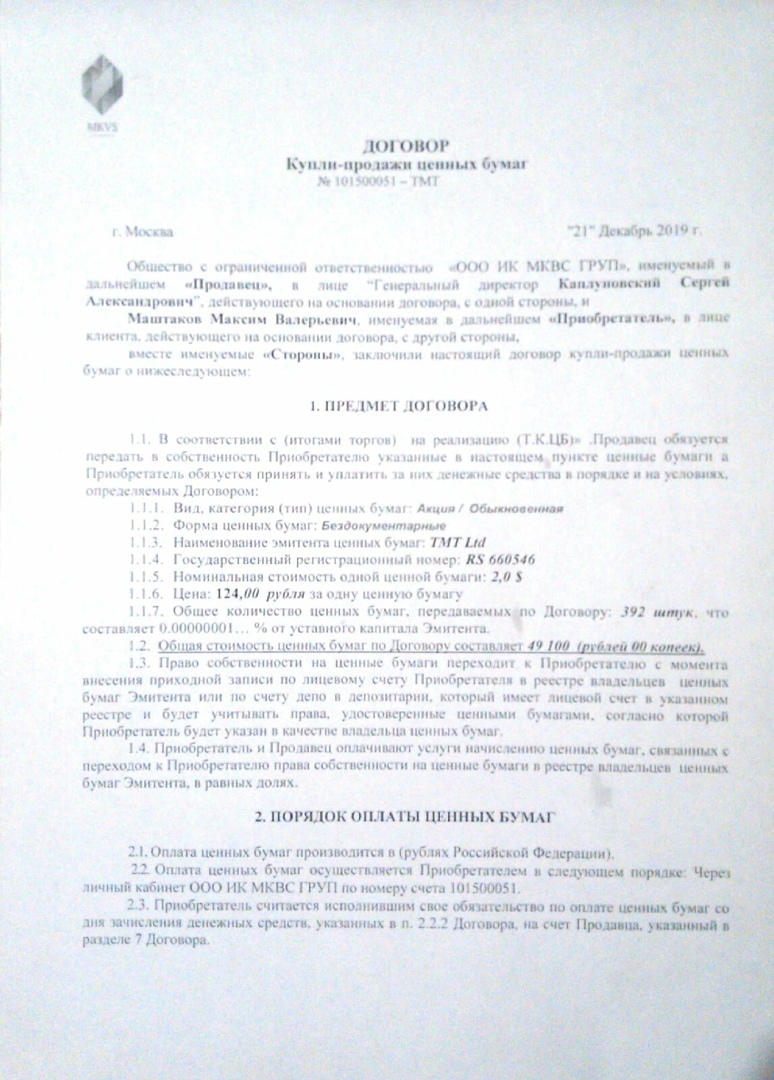 MKVS
ДОГОВОР
Купли-продажи ценных бумаг
№ 101500051 – ТМТ
г. Москва "21" Декабрь 2019 г.
Общество с ограниченной ответственностью «ООО ИК МКВС ГРУП», именуемый в
дальнейшем «Продавец», в лице "Генеральный директор Каплуновский Сергей
Александрович", действующего на основании договора, с одной стороны, и
Маштаков Максим Валерьевич, именуемая в дальнейшем «Приобретатель», в лице
клиента, действующего на основании договора, с другой стороны,
вместе именуемые «Стороны», заключили настоящий договор купли-продажи ценных
бумаг о нижеследующем:
1. ПРЕДМЕТ ДОГОВОРА
1.1. В соответствии с (итогами торгов) на реализацию (Т.К.ЦБ)» .Продавец обязуется
передать в собственность Приобретателю указанные в настоящем пункте ценные бумаги а
Приобретатель обязуется принять и уплатить за них денежные средства в порядке и на условиях,
определяемых Договором:
1.1.1. Вид, категория (тип) ценных бумаг: Акция / Обыкновенная
1.1.2. Форма ценных бумаг: Бездокументарные
1.1.3. Наименование эмитента ценных бумаг: TMT Ltd
1.1.4. Государственный регистрационный номер: RS 660546
1.1.5. Номинальная стоимость одной ценной бумаги: 2,0 $
1.1.6. Цена: 124,00 рубля за одну ценную бумагу
1.1.7. Общее количество ценных бумаг, передаваемых по Договору: 392 штук, что
составляет 0.00000001… % от уставного капитала Эмитента.
1.2. Общая стоимость ценных бумаг по Договору составляет 49 100 (рублей 00 копеек).
1.3. Право собственности на ценные бумаги переходит к Приобретателю с момента
внесения приходной записи по лицевому счету Приобретателя в реестре владельцев ценных
бумаг Эмитента или по счету депо в депозитарии, который имеет лицевой счет в указанном
реестре и будет учитывать права, удостоверенные ценными бумагами, согласно которой
Приобретатель будет указан в качестве владельца ценных бумаг.
1.4. Приобретатель и Продавец оплачивают услуги начислению ценных бумаг, связанных с
переходом к Приобретателю права собственности на ценные бумаги в реестре владельцев ценных
бумаг Эмитента, в равных долях.
2. ПОРЯДОК ОПЛАТЫ ЦЕННЫХ БУМАГ
2.1. Оплата ценных бумаг производится в (рублях Российской Федерации).
2.2. Оплата ценных бумаг осуществляется Приобретателем в следующем порядке: Через
личный кабинет ООО ИК МКВС ГРУП по номеру счета 101500051.
2.3. Приобретатель считается исполнившим свое обязательство по оплате ценных бумаг со
дня зачисления денежных средств, указанных в п. 2.2.2 Договора, на счет Продавца, указанный в
разделе 7 Договора.